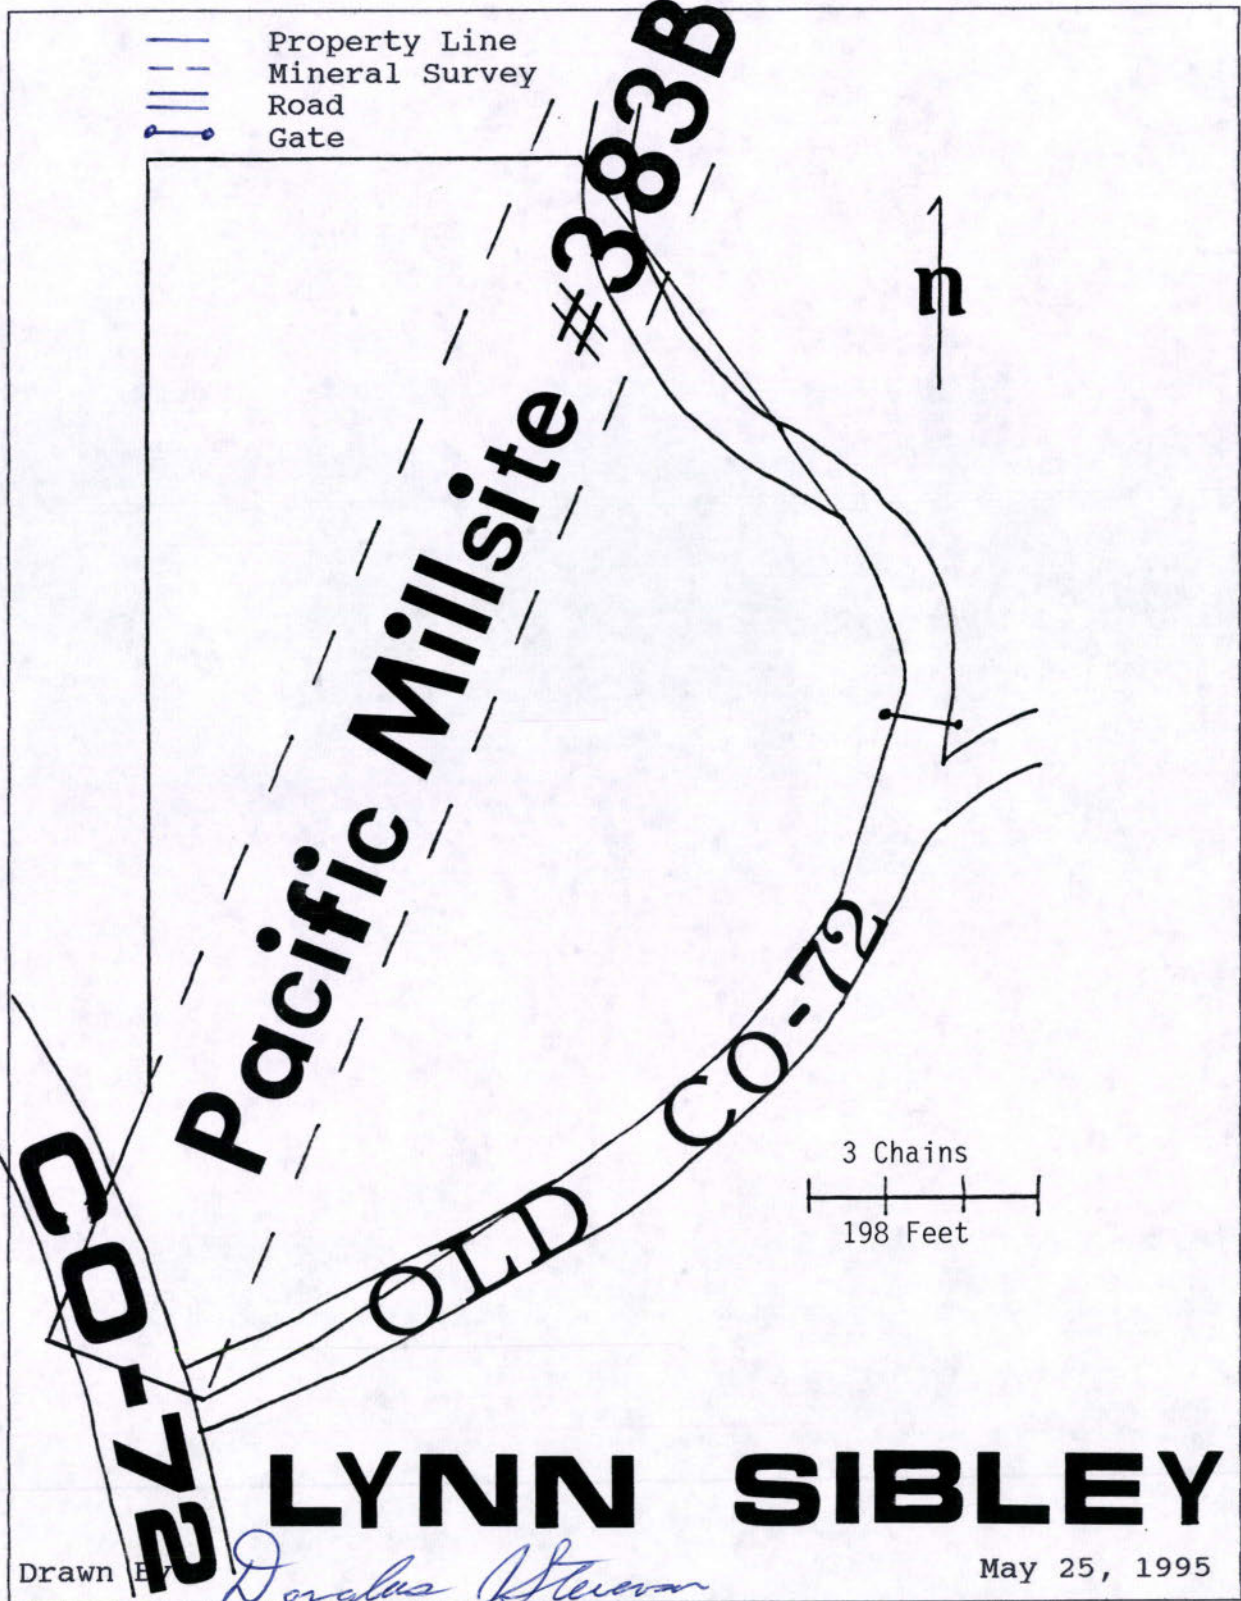 Property Line
Mineral Survey
Road
Gate
n
Pacific Millsite #383B
OLD CO-72
CO-72
3 Chains
198 Feet
LYNN SIBLEY
Drawn By Douglas
May 25, 1995